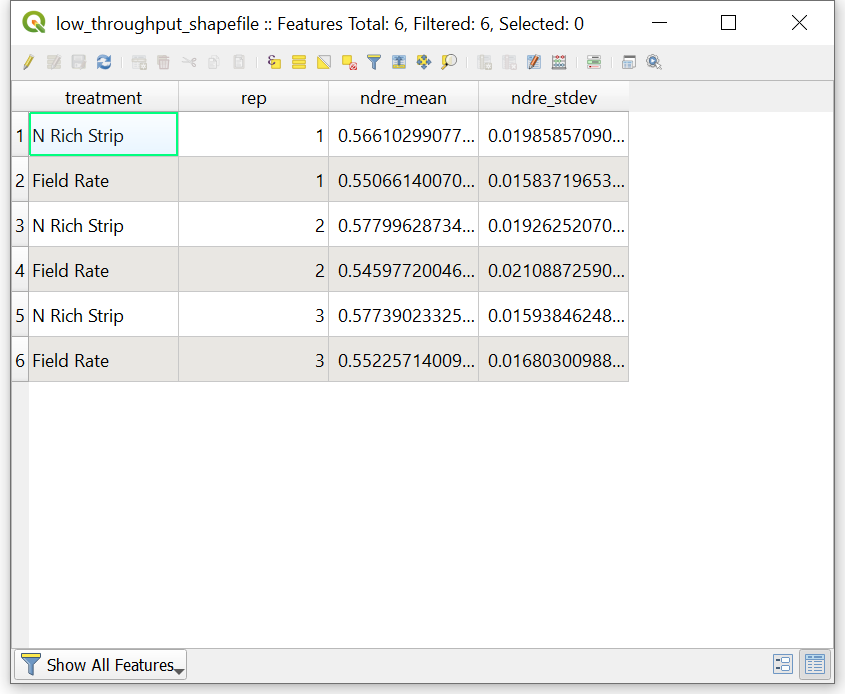 low_throughput_shapefile :: Features Total: 6, Filtered: 6, Selected: 0
treatment rep ndre_mean ndre_stdev
1 N Rich Strip 1 0.56610299077... 0.01985857090...
2 Field Rate 1 0.55066140070... 0.01583719653...
3 N Rich Strip 2 0.57799628734... 0.01926252070...
4 Field Rate 2 0.54597720046... 0.02108872590...
5 N Rich Strip 3 0.57739023325... 0.01593846248...
6 Field Rate 3 0.55225714009... 0.01680300988...
Show All Features